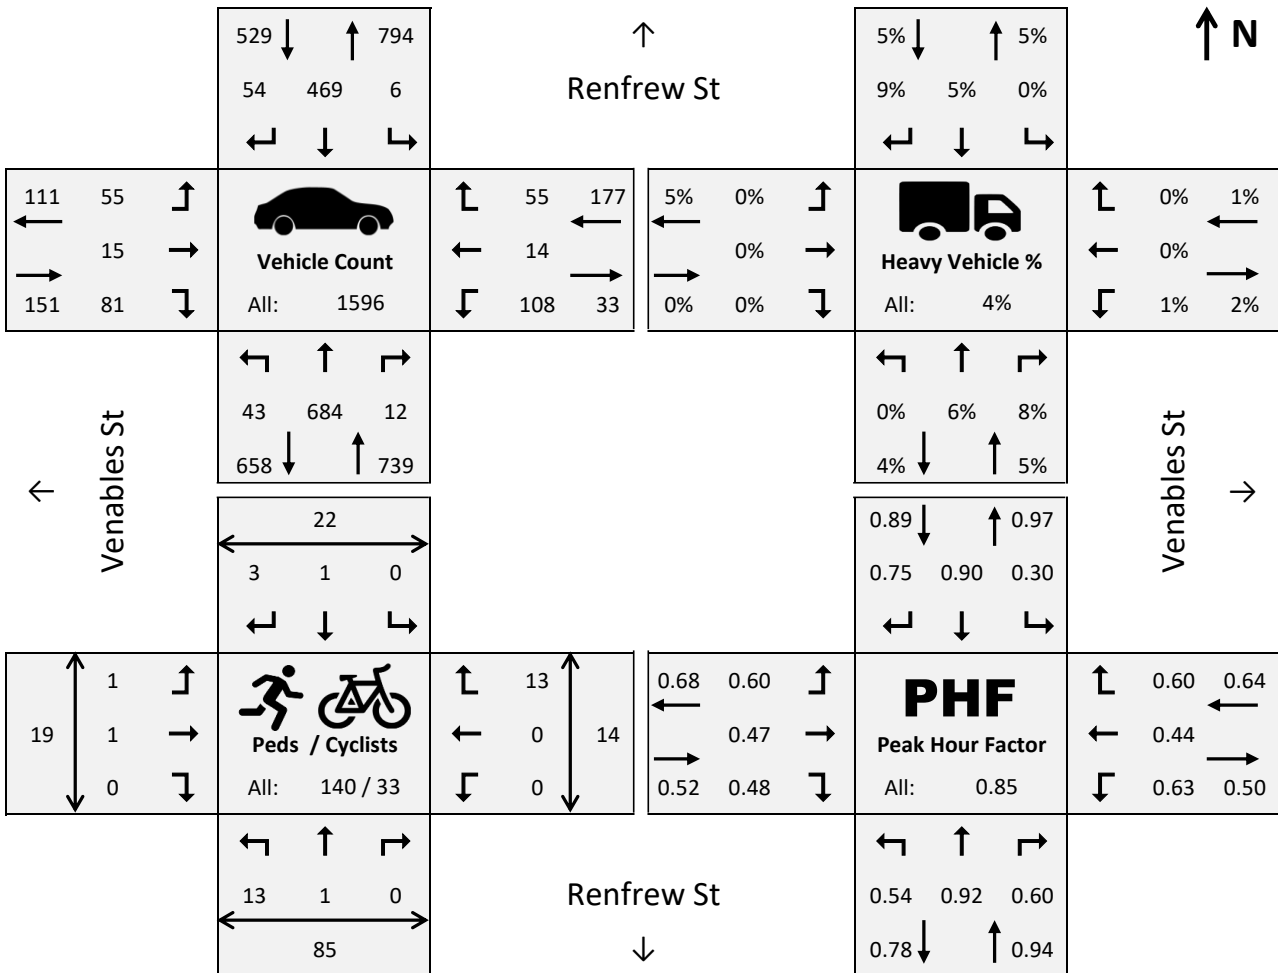 529 794 5% 5% N
Renfrew St
54 469 6 9% 5% 0%
111 55 55 177 5% 0% 0% 1%
15 14 0% 0%
Vehicle Count Heavy Vehicle %
151 81 All: 1596 108 33 0% 0% All: 4% 1% 2%
43 684 12 0% 6% 8%
658 739 4% 5%
Venables St Venables St
22 0.89 0.97
3 1 0 0.75 0.90 0.30
1 13 0.68 0.60 PHF 0.60 0.64
19 1 Peds / Cyclists 0 14 0.47 Peak Hour Factor 0.44
0 All: 140 / 33 0 0.52 0.48 All: 0.85 0.63 0.50
13 1 0 Renfrew St 0.54 0.92 0.60
85 0.78 0.94